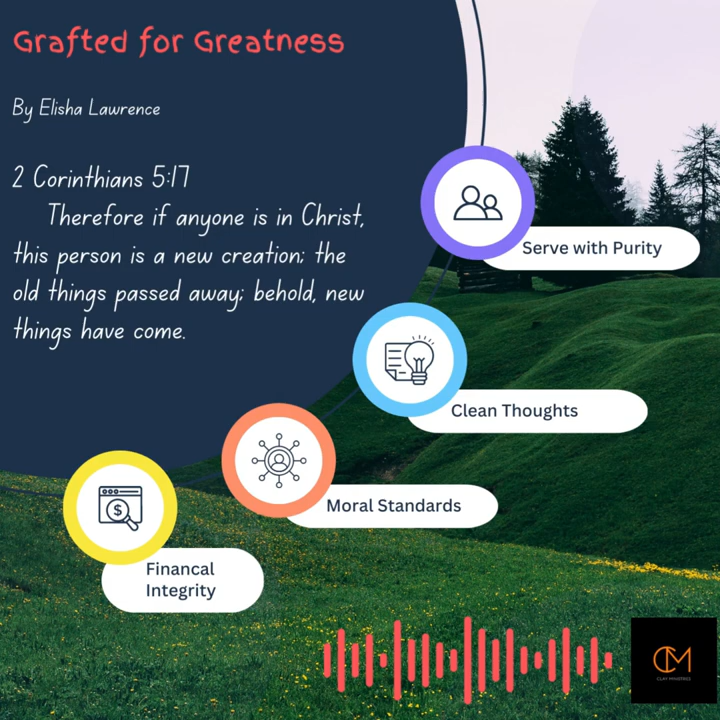 Grafted for Greatness
By Elisha Lawrence
2 Corinthians 5:17
Therefore if anyone is in Christ,
this person is a new creation; the
old things passed away; behold, new
things have come.
Serve with Purity
Clean Thoughts
$
Moral Standards
Financal
Integrity
CM
CLAY MINISTRIES